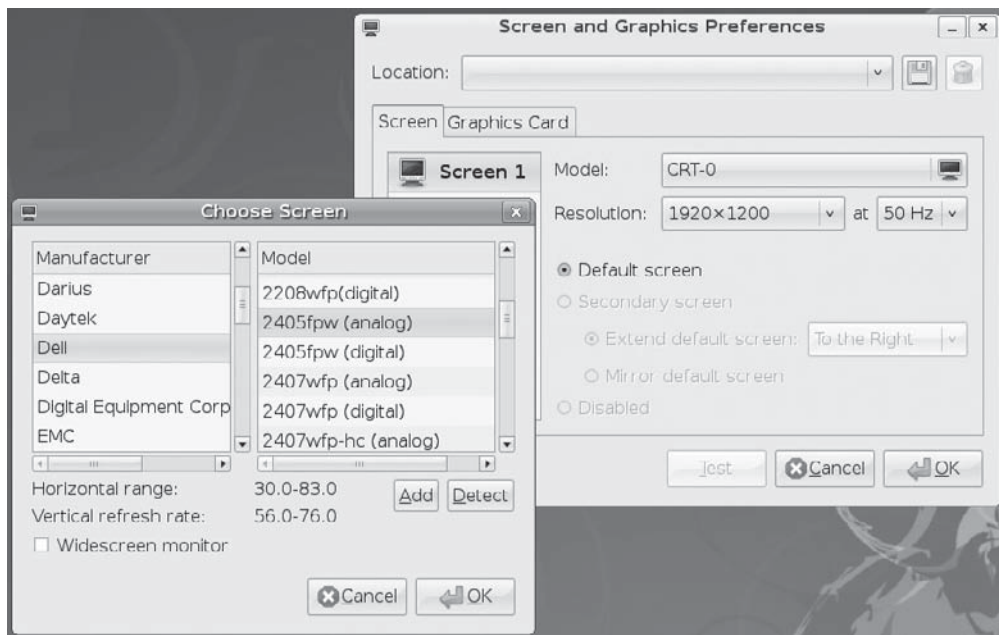 Screen and Graphics Preferences
Location:
Screen
Graphics Card
Screen 1
Model: CRT-0
Resolution: 1920×1200 at 50 Hz
Default screen
Secondary screen
Extend default screen: To the Right
Mirror default screen
Disabled
Test
Cancel
OK
Choose Screen
Manufacturer
Darius
Daytek
Dell
Delta
Digital Equipment Corp
EMC
Model
2208wfp(digital)
2405fpw (analog)
2405fpw (digital)
2407wfp (analog)
2407wfp (digital)
2407wfp-hc (analog)
Horizontal range: 30.0-83.0
Vertical refresh rate: 56.0-76.0
Add
Detect
Widescreen monitor
Cancel
OK